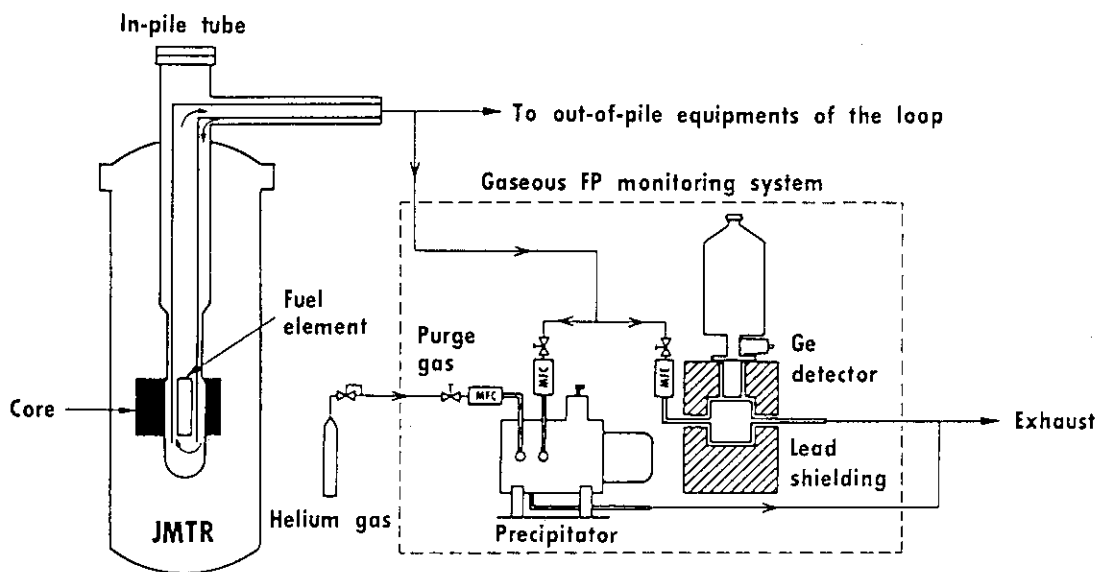 In-pile tube
To out-of-pile equipments of the loop
Gaseous FP monitoring system
Fuel
element
Purge
gas
Ge
detector
MFC
MFC
MFC
Core
Exhaust
Lead
shielding
Helium gas
Precipitator
JMTR